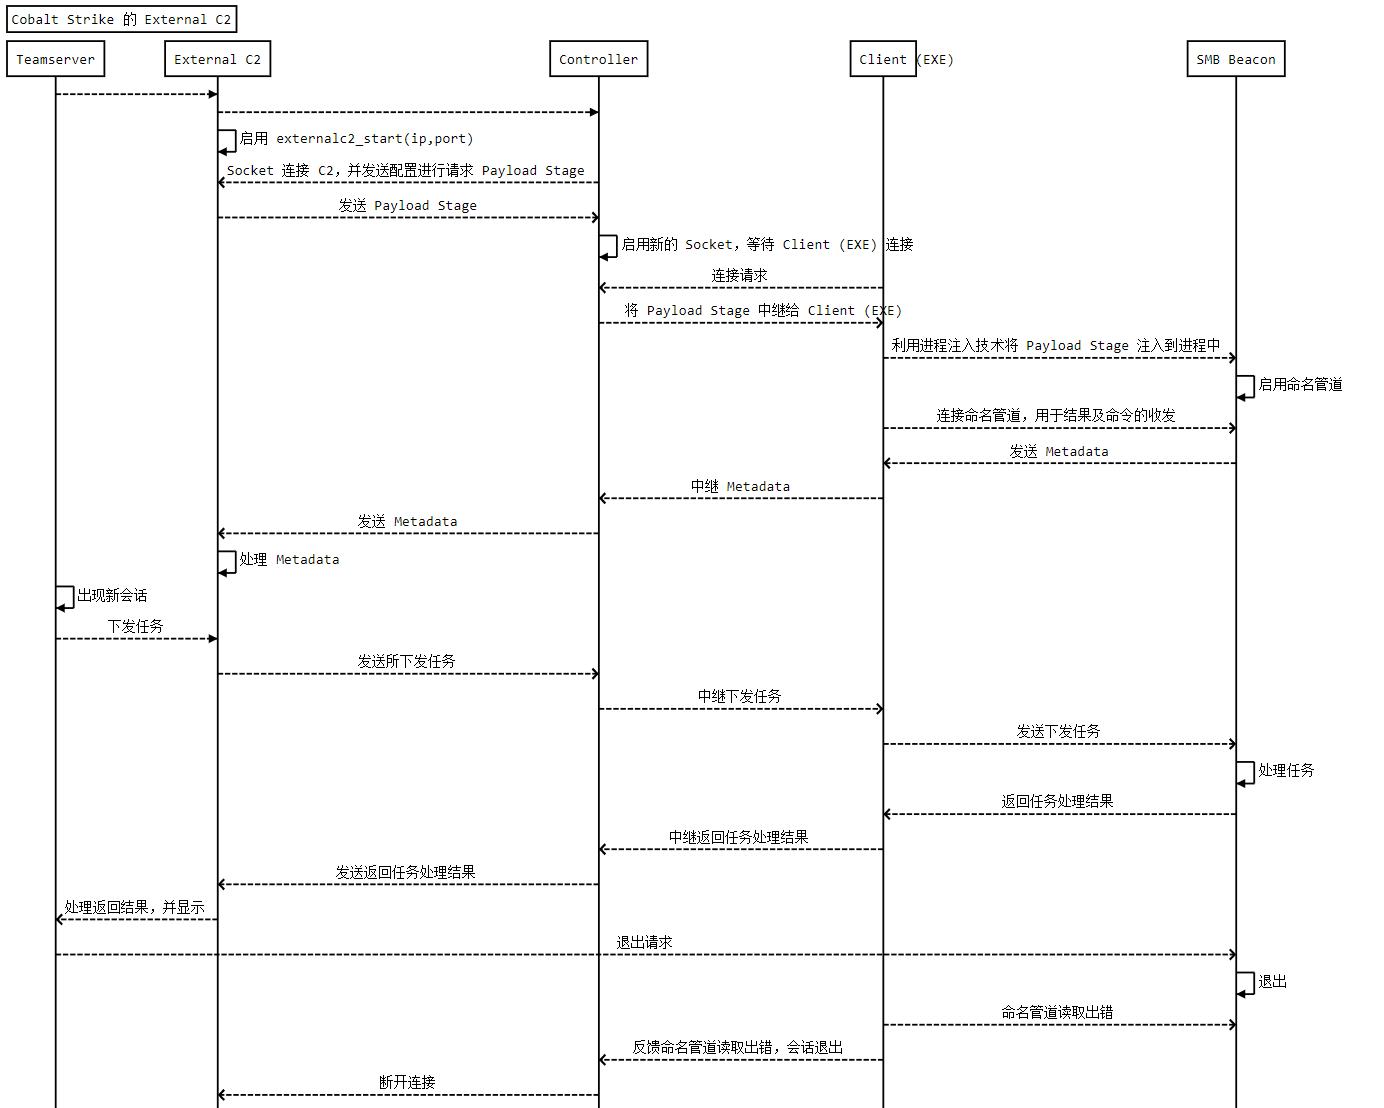 Cobalt Strike 的 External C2
Teamserver
External C2
Controller
Client (EXE)
SMB Beacon
启用 externalc2_start(ip,port)
Socket 连接 C2，并发送配置进行请求 Payload Stage
发送 Payload Stage
启用新的 Socket，等待 Client (EXE) 连接
连接请求
将 Payload Stage 中继给 Client (EXE)
利用进程注入技术将 Payload Stage 注入到进程中
启用命名管道
连接命名管道，用于结果及命令的收发
发送 Metadata
中继 Metadata
发送 Metadata
处理 Metadata
出现新会话
下发任务
发送所下发任务
中继下发任务
发送下发任务
处理任务
返回任务处理结果
中继返回任务处理结果
发送返回任务处理结果
处理返回结果，并显示
退出请求
退出
命名管道读取出错
反馈命名管道读取出错，会话退出
断开连接